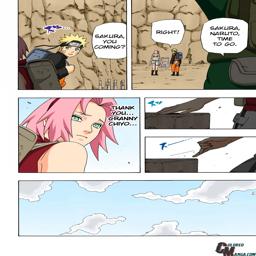 SAKURA,
NARUTO,
TIME
TO GO.
RIGHT!
SAKURA,
YOU
COMING?
THANK
YOU...
GRANNY
CHIYO...
COLORED
MANGA.COM